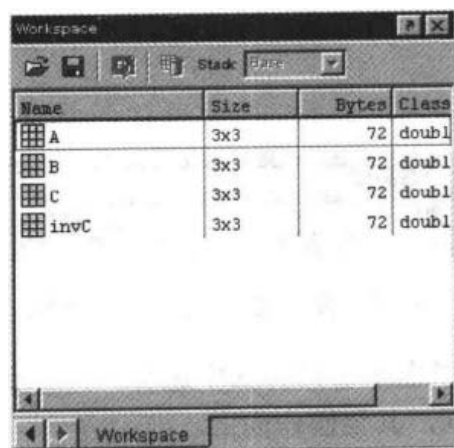 Workspace
Stack: Base
Name Size Bytes Class
A 3x3 72 doubl
B 3x3 72 doubl
C 3x3 72 doubl
invC 3x3 72 doubl
Workspace